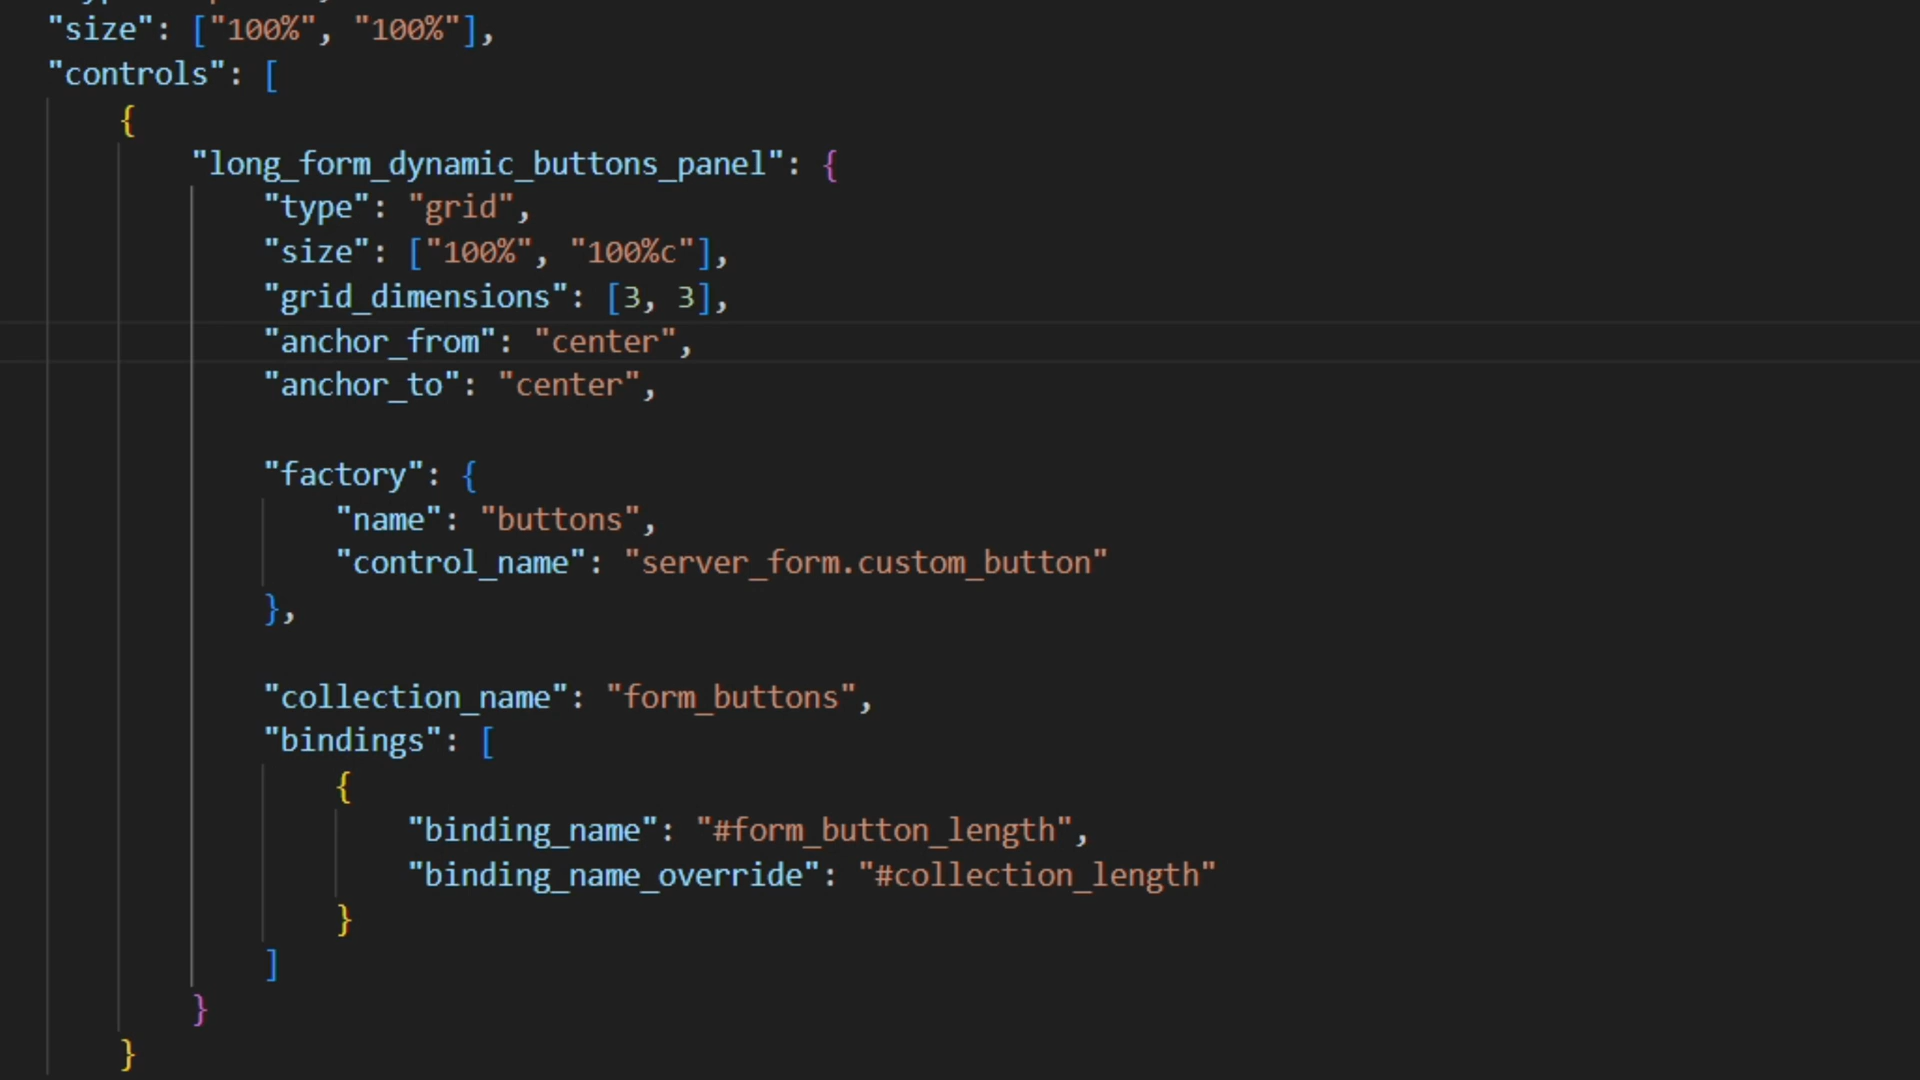 "size": ["100%", "100%"],
"controls": [
{
"long_form_dynamic_buttons_panel": {
"type": "grid",
"size": ["100%", "100%c"],
"grid_dimensions": [3, 3],
"anchor_from": "center",
"anchor_to": "center",
"factory": {
"name": "buttons",
"control_name": "server_form.custom_button"
},
"collection_name": "form_buttons",
"bindings": [
{
"binding_name": "#form_button_length",
"binding_name_override": "#collection_length"
}
]
}
}